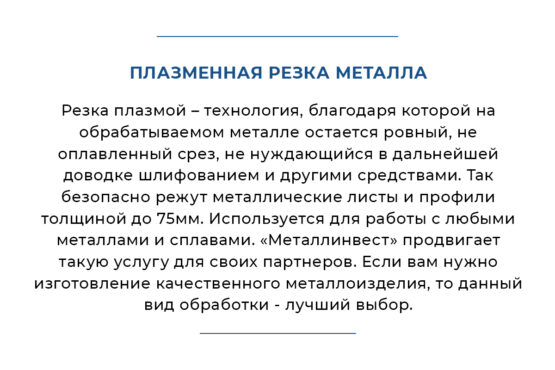 ПЛАЗМЕННАЯ РЕЗКА МЕТАЛЛА
Резка плазмой – технология, благодаря которой на
обрабатываемом металле остается ровный, не
оплавленный срез, не нуждающийся в дальнейшей
доводке шлифованием и другими средствами. Так
безопасно режут металлические листы и профили
толщиной до 75мм. Используется для работы с любыми
металлами и сплавами. «Металлинвест» продвигает
такую услугу для своих партнеров. Если вам нужно
изготовление качественного металлоизделия, то данный
вид обработки - лучший выбор.